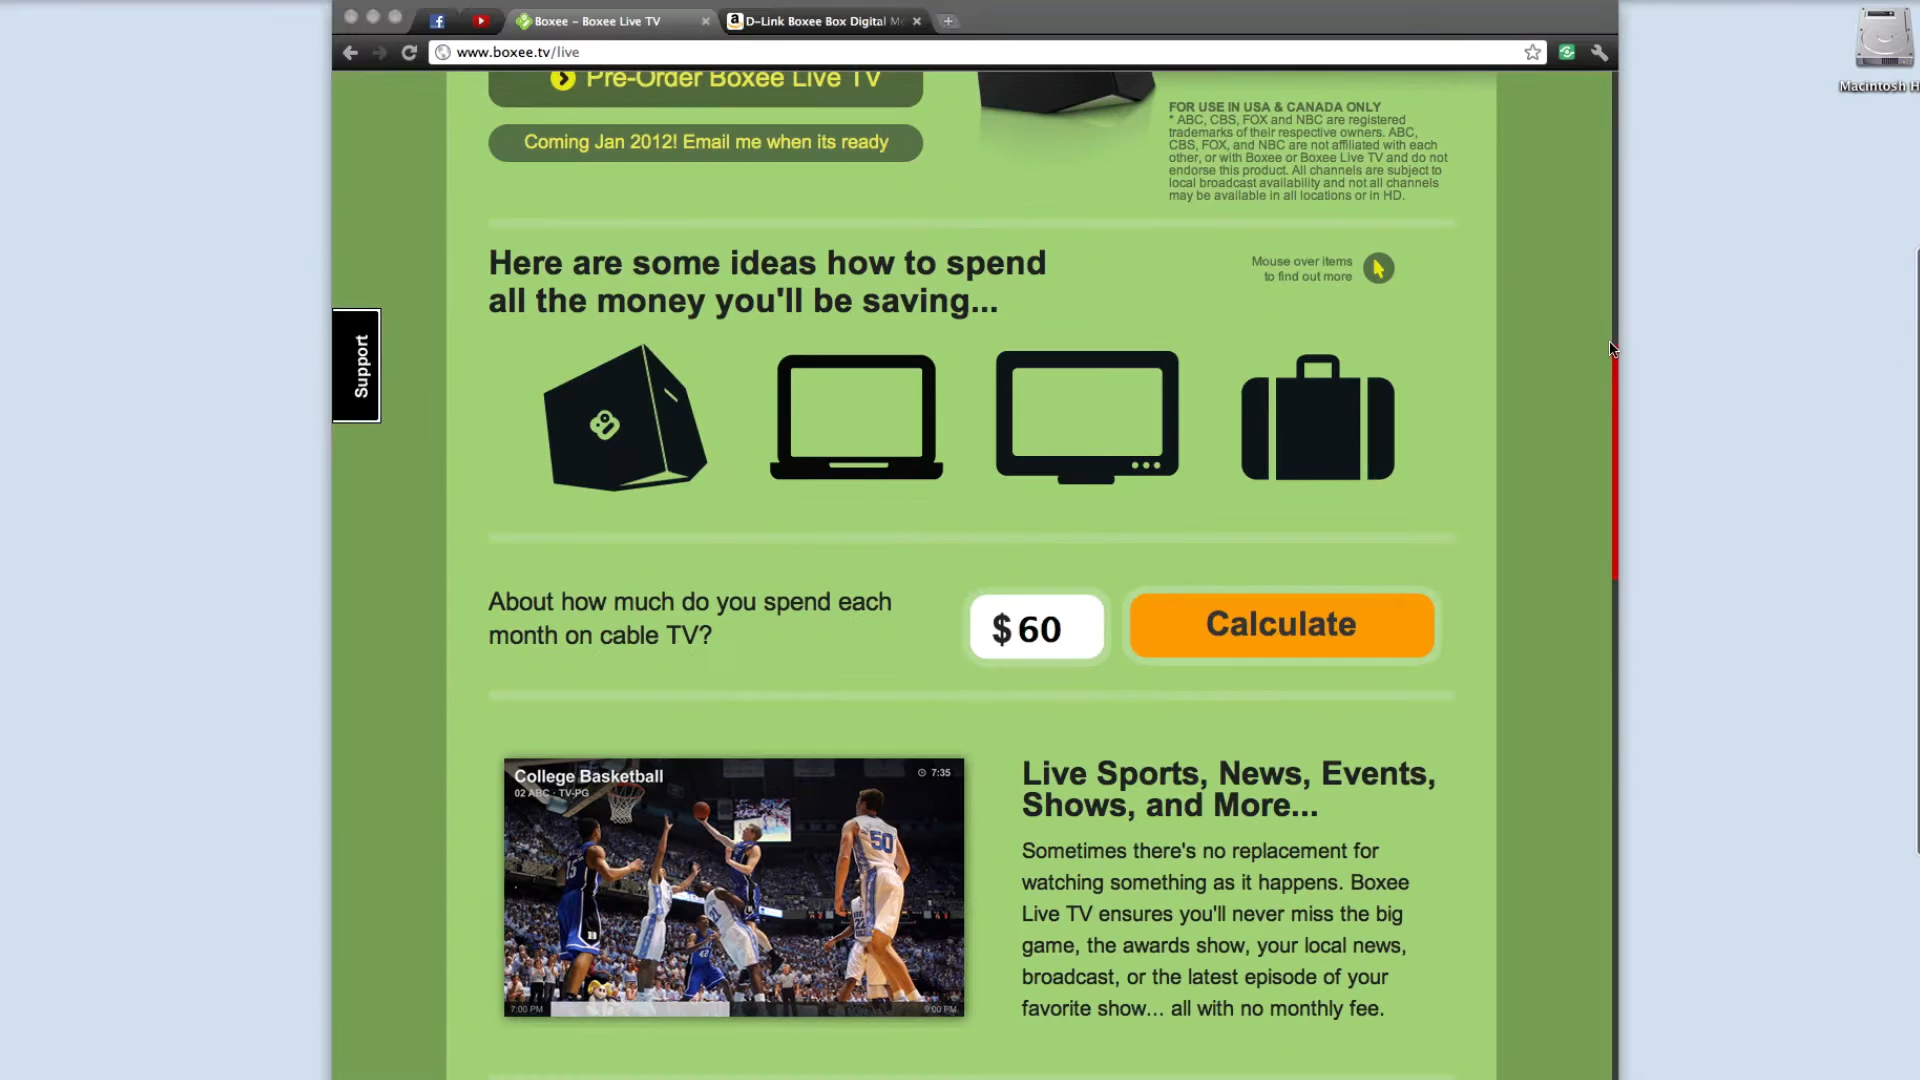 Boxee – Boxee Live TV
D-Link Boxee Box Digital Me
www.boxee.tv/live
Macintosh H
Pre-Order Boxee Live TV
Coming Jan 2012! Email me when its ready
FOR USE IN USA & CANADA ONLY
* ABC, CBS, FOX and NBC are registered
trademarks of their respective owners. ABC,
CBS, FOX, and NBC are not affiliated with each
other, or with Boxee or Boxee Live TV and do not
endorse this product. All channels are subject to
local broadcast availability and not all channels
may be available in all locations or in HD.
Here are some ideas how to spend
all the money you'll be saving...
Mouse over items
to find out more
Support
About how much do you spend each
month on cable TV?
$ 60
Calculate
College Basketball
7:35
02 ABC · TV-PG
50
7:00 PM
9:00 PM
Live Sports, News, Events,
Shows, and More...
Sometimes there's no replacement for
watching something as it happens. Boxee
Live TV ensures you'll never miss the big
game, the awards show, your local news,
broadcast, or the latest episode of your
favorite show... all with no monthly fee.